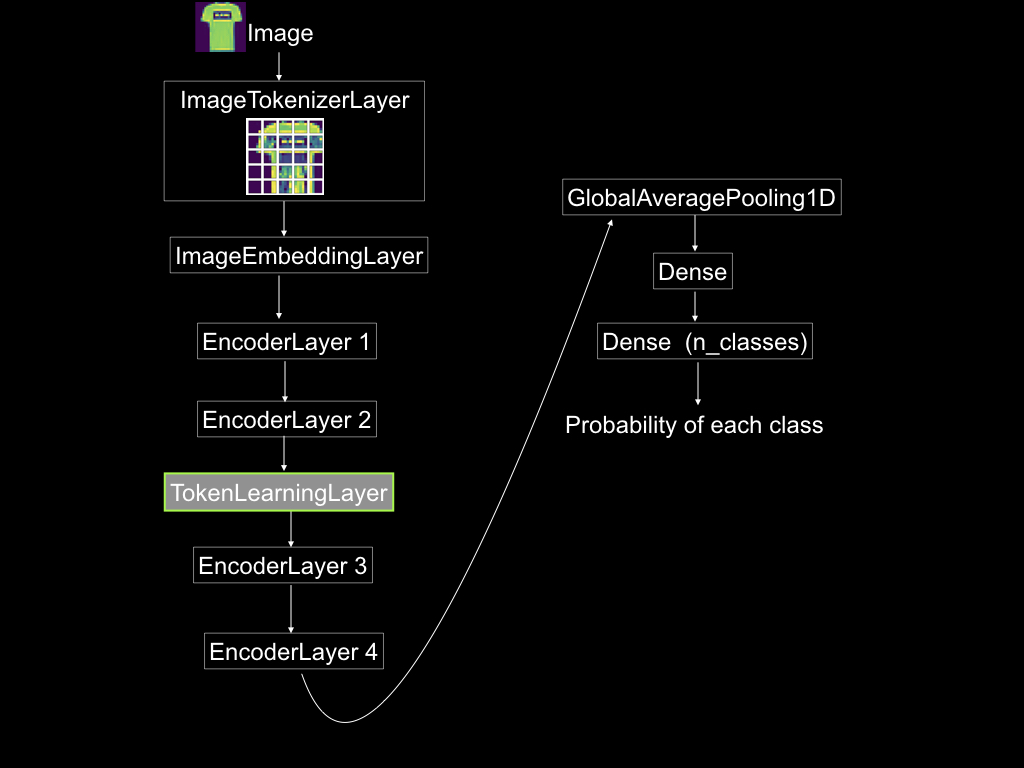 Image
ImageTokenizerLayer
ImageEmbeddingLayer
EncoderLayer 1
EncoderLayer 2
TokenLearningLayer
EncoderLayer 3
EncoderLayer 4
GlobalAveragePooling1D
Dense
Dense  (n_classes)
Probability of each class